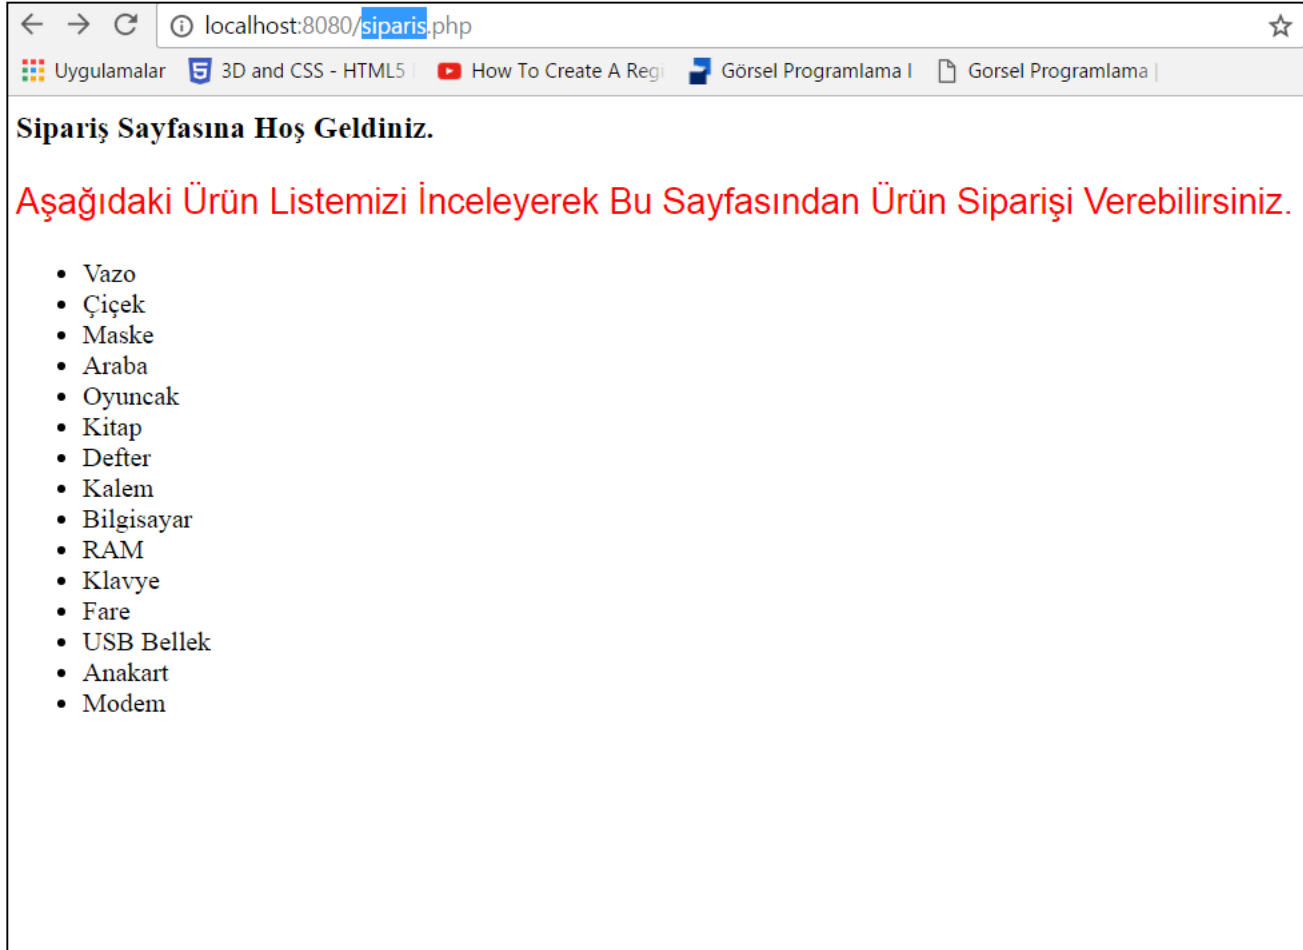 localhost:8080/siparis.php
Uygulamalar 3D and CSS - HTML5 How To Create A Regi Görsel Programlama I Gorsel Programlama |
Sipariş Sayfasına Hoş Geldiniz.
Aşağıdaki Ürün Listemizi İnceleyerek Bu Sayfasından Ürün Siparişi Verebilirsiniz.
Vazo
Çiçek
Maske
Araba
Oyuncak
Kitap
Defter
Kalem
Bilgisayar
RAM
Klavye
Fare
USB Bellek
Anakart
Modem